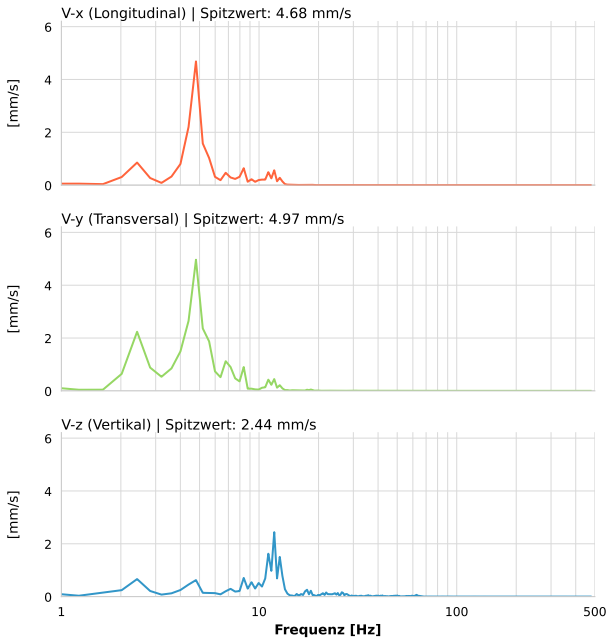 V-x (Longitudinal) | Spitzwert: 4.68 mm/s
6
4
2
0
[mm/s]
V-y (Transversal) | Spitzwert: 4.97 mm/s
6
4
2
0
[mm/s]
V-z (Vertikal) | Spitzwert: 2.44 mm/s
6
4
2
0
[mm/s]
1 10 100 500
Frequenz [Hz]